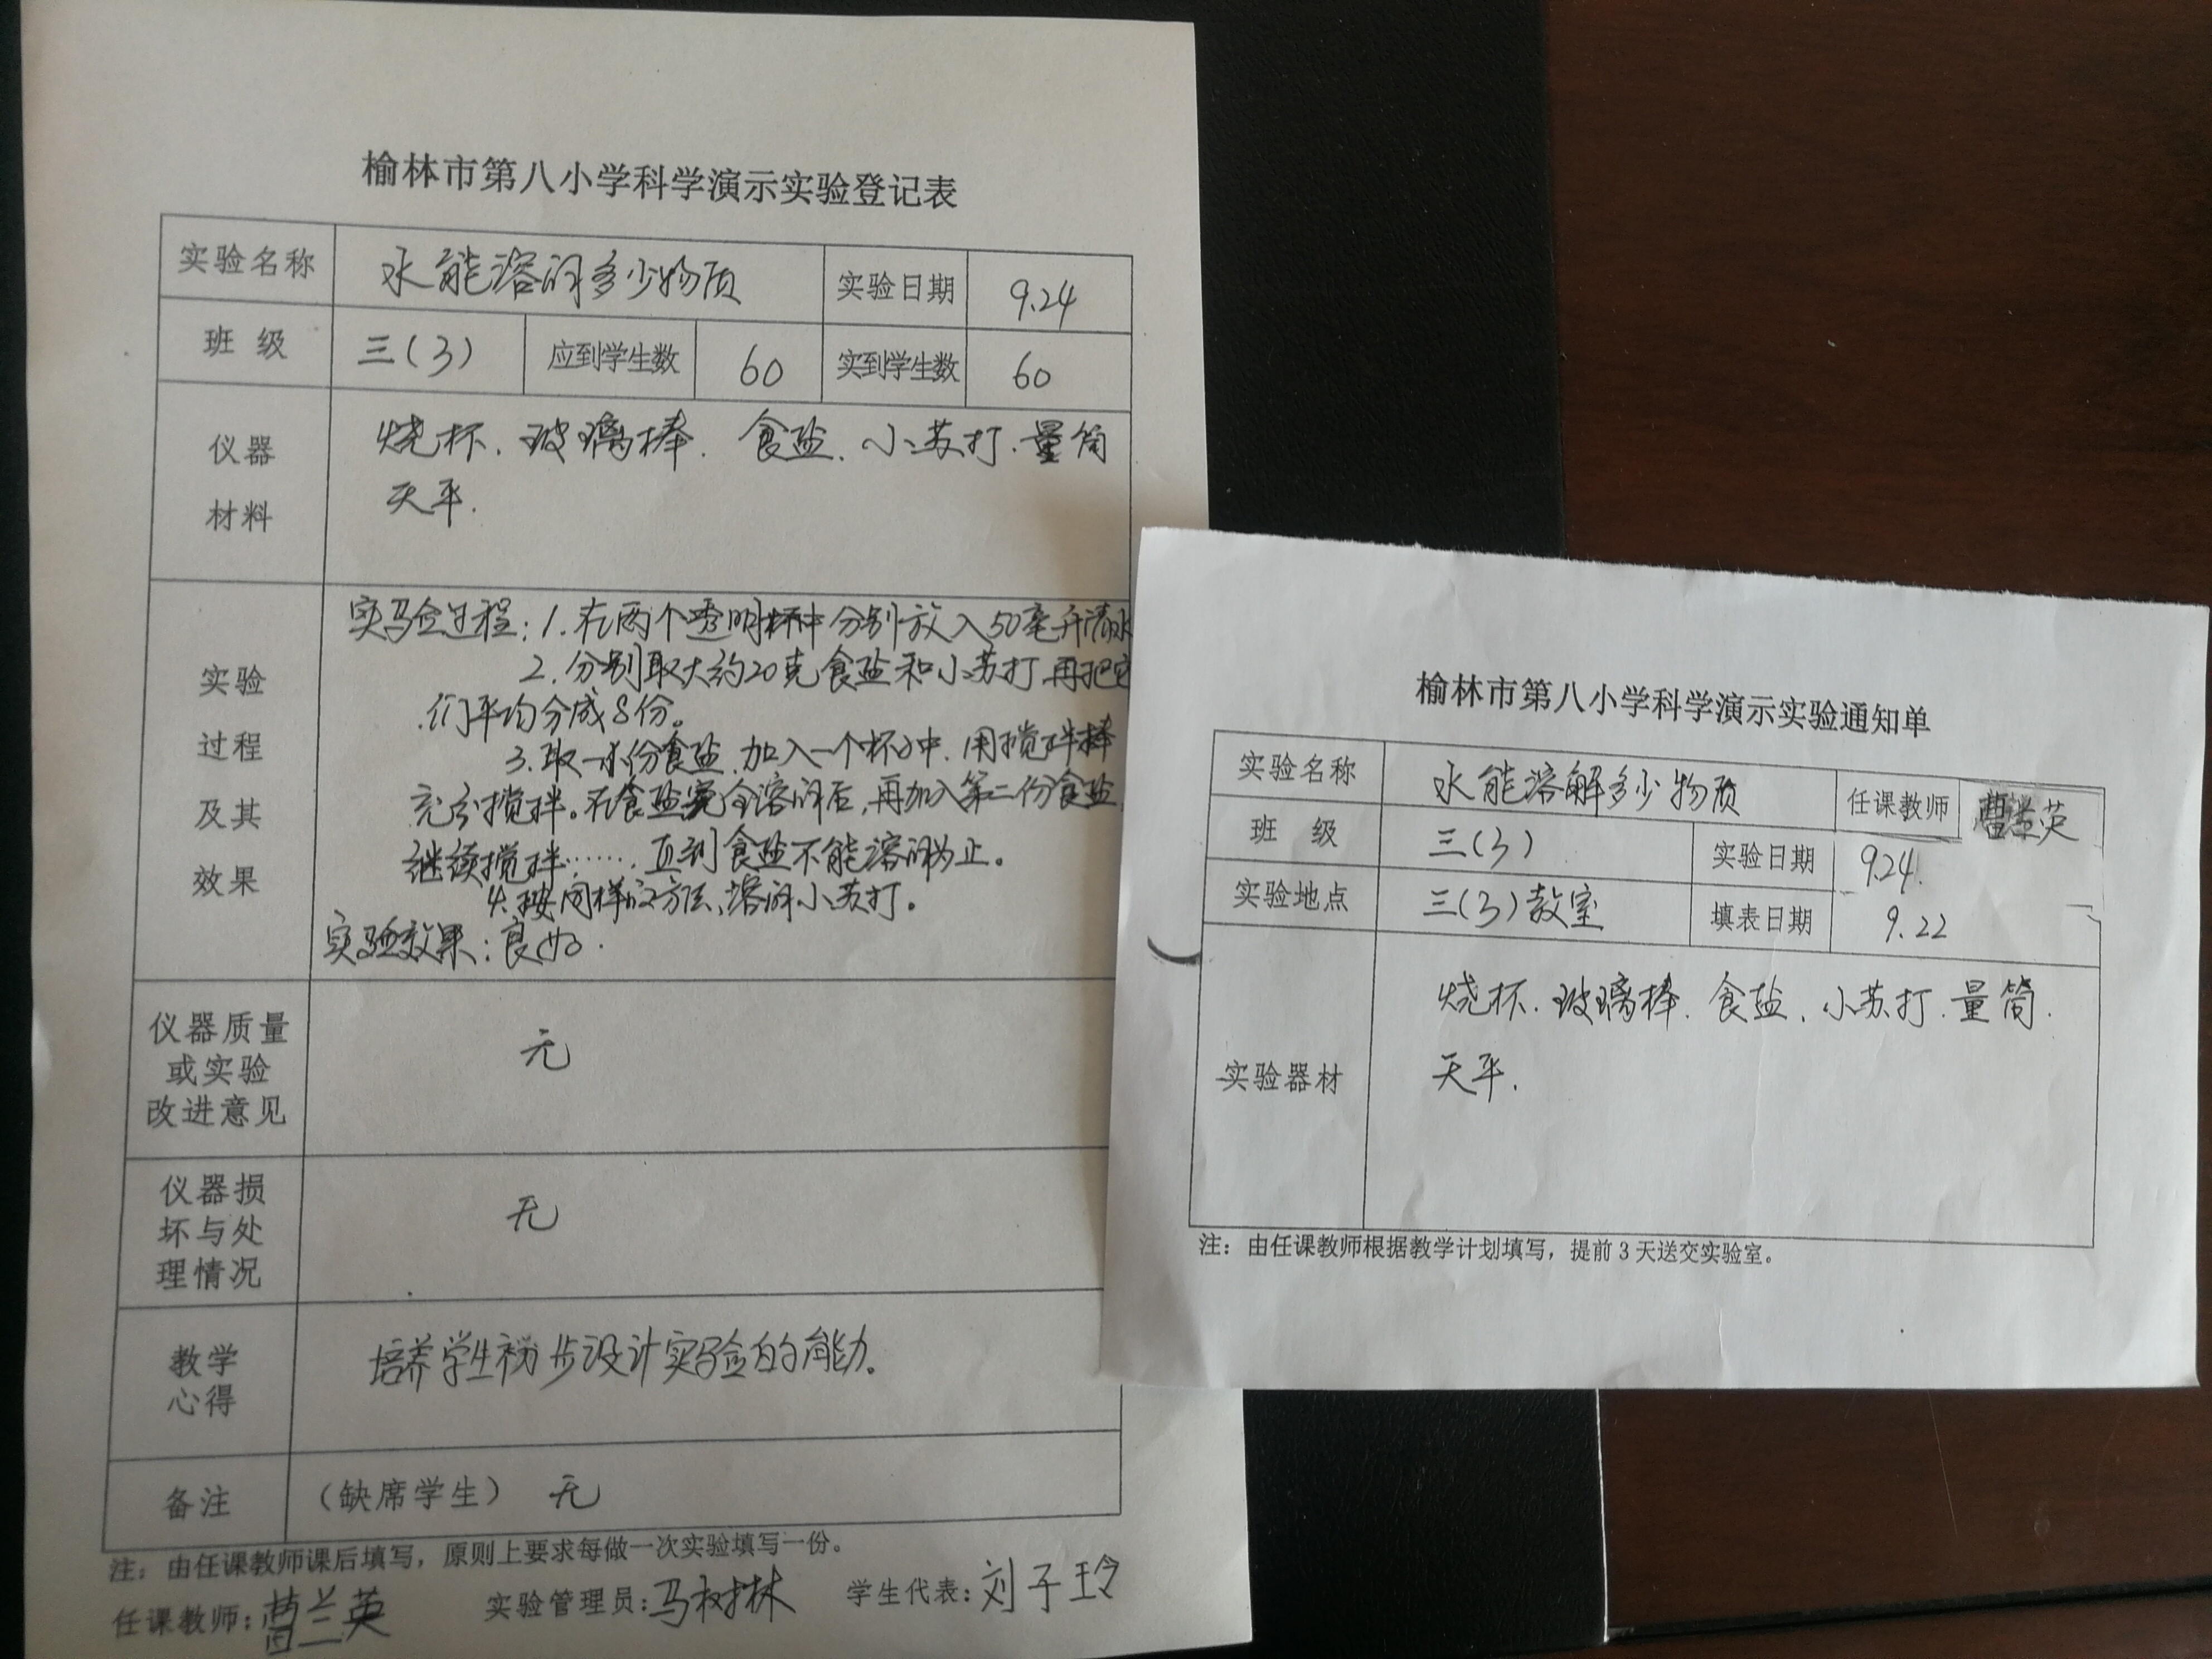 榆林市第八小学科学演示实验登记表
实验名称 水能溶解多少物质 实验日期 9.24
班 级 三(3) 应到学生数 60 实到学生数 60
仪器 材料 烧杯、玻璃棒、食盐、小苏打、量筒
天平.
实验 过程 及其 效果
实验过程:1.在两个透明杯中分别放入50毫升清水
2.分别取大约20克食盐和小苏打,再把它
们平均分成8份。
3.取一小份食盐,加入一个杯子中.用搅拌棒
充分搅拌。在食盐完全溶解后,再加入第二份食盐
继续搅拌……,直到食盐不能溶解为止。
4.按同样的方法,溶解小苏打。
实验效果:良好.
仪器质量
或实验
改进意见
无
仪器损
坏与处
理情况
无
教学
心得
培养学生初步设计实验的能力。
备注 (缺席学生) 无
注:由任课教师课后填写,原则上要求每做一次实验填写一份。
任课教师:曹兰英 实验管理员:马树林 学生代表:刘子玲
榆林市第八小学科学演示实验通知单
实验名称 水能溶解多少物质 任课教师 曹兰英
班 级 三(3) 实验日期 9.24.
实验地点 三(3)教室 填表日期 9.22
实验器材 烧杯.玻璃棒.食盐、小苏打.量筒.
天平.
注:由任课教师根据教学计划填写,提前3天送交实验室。